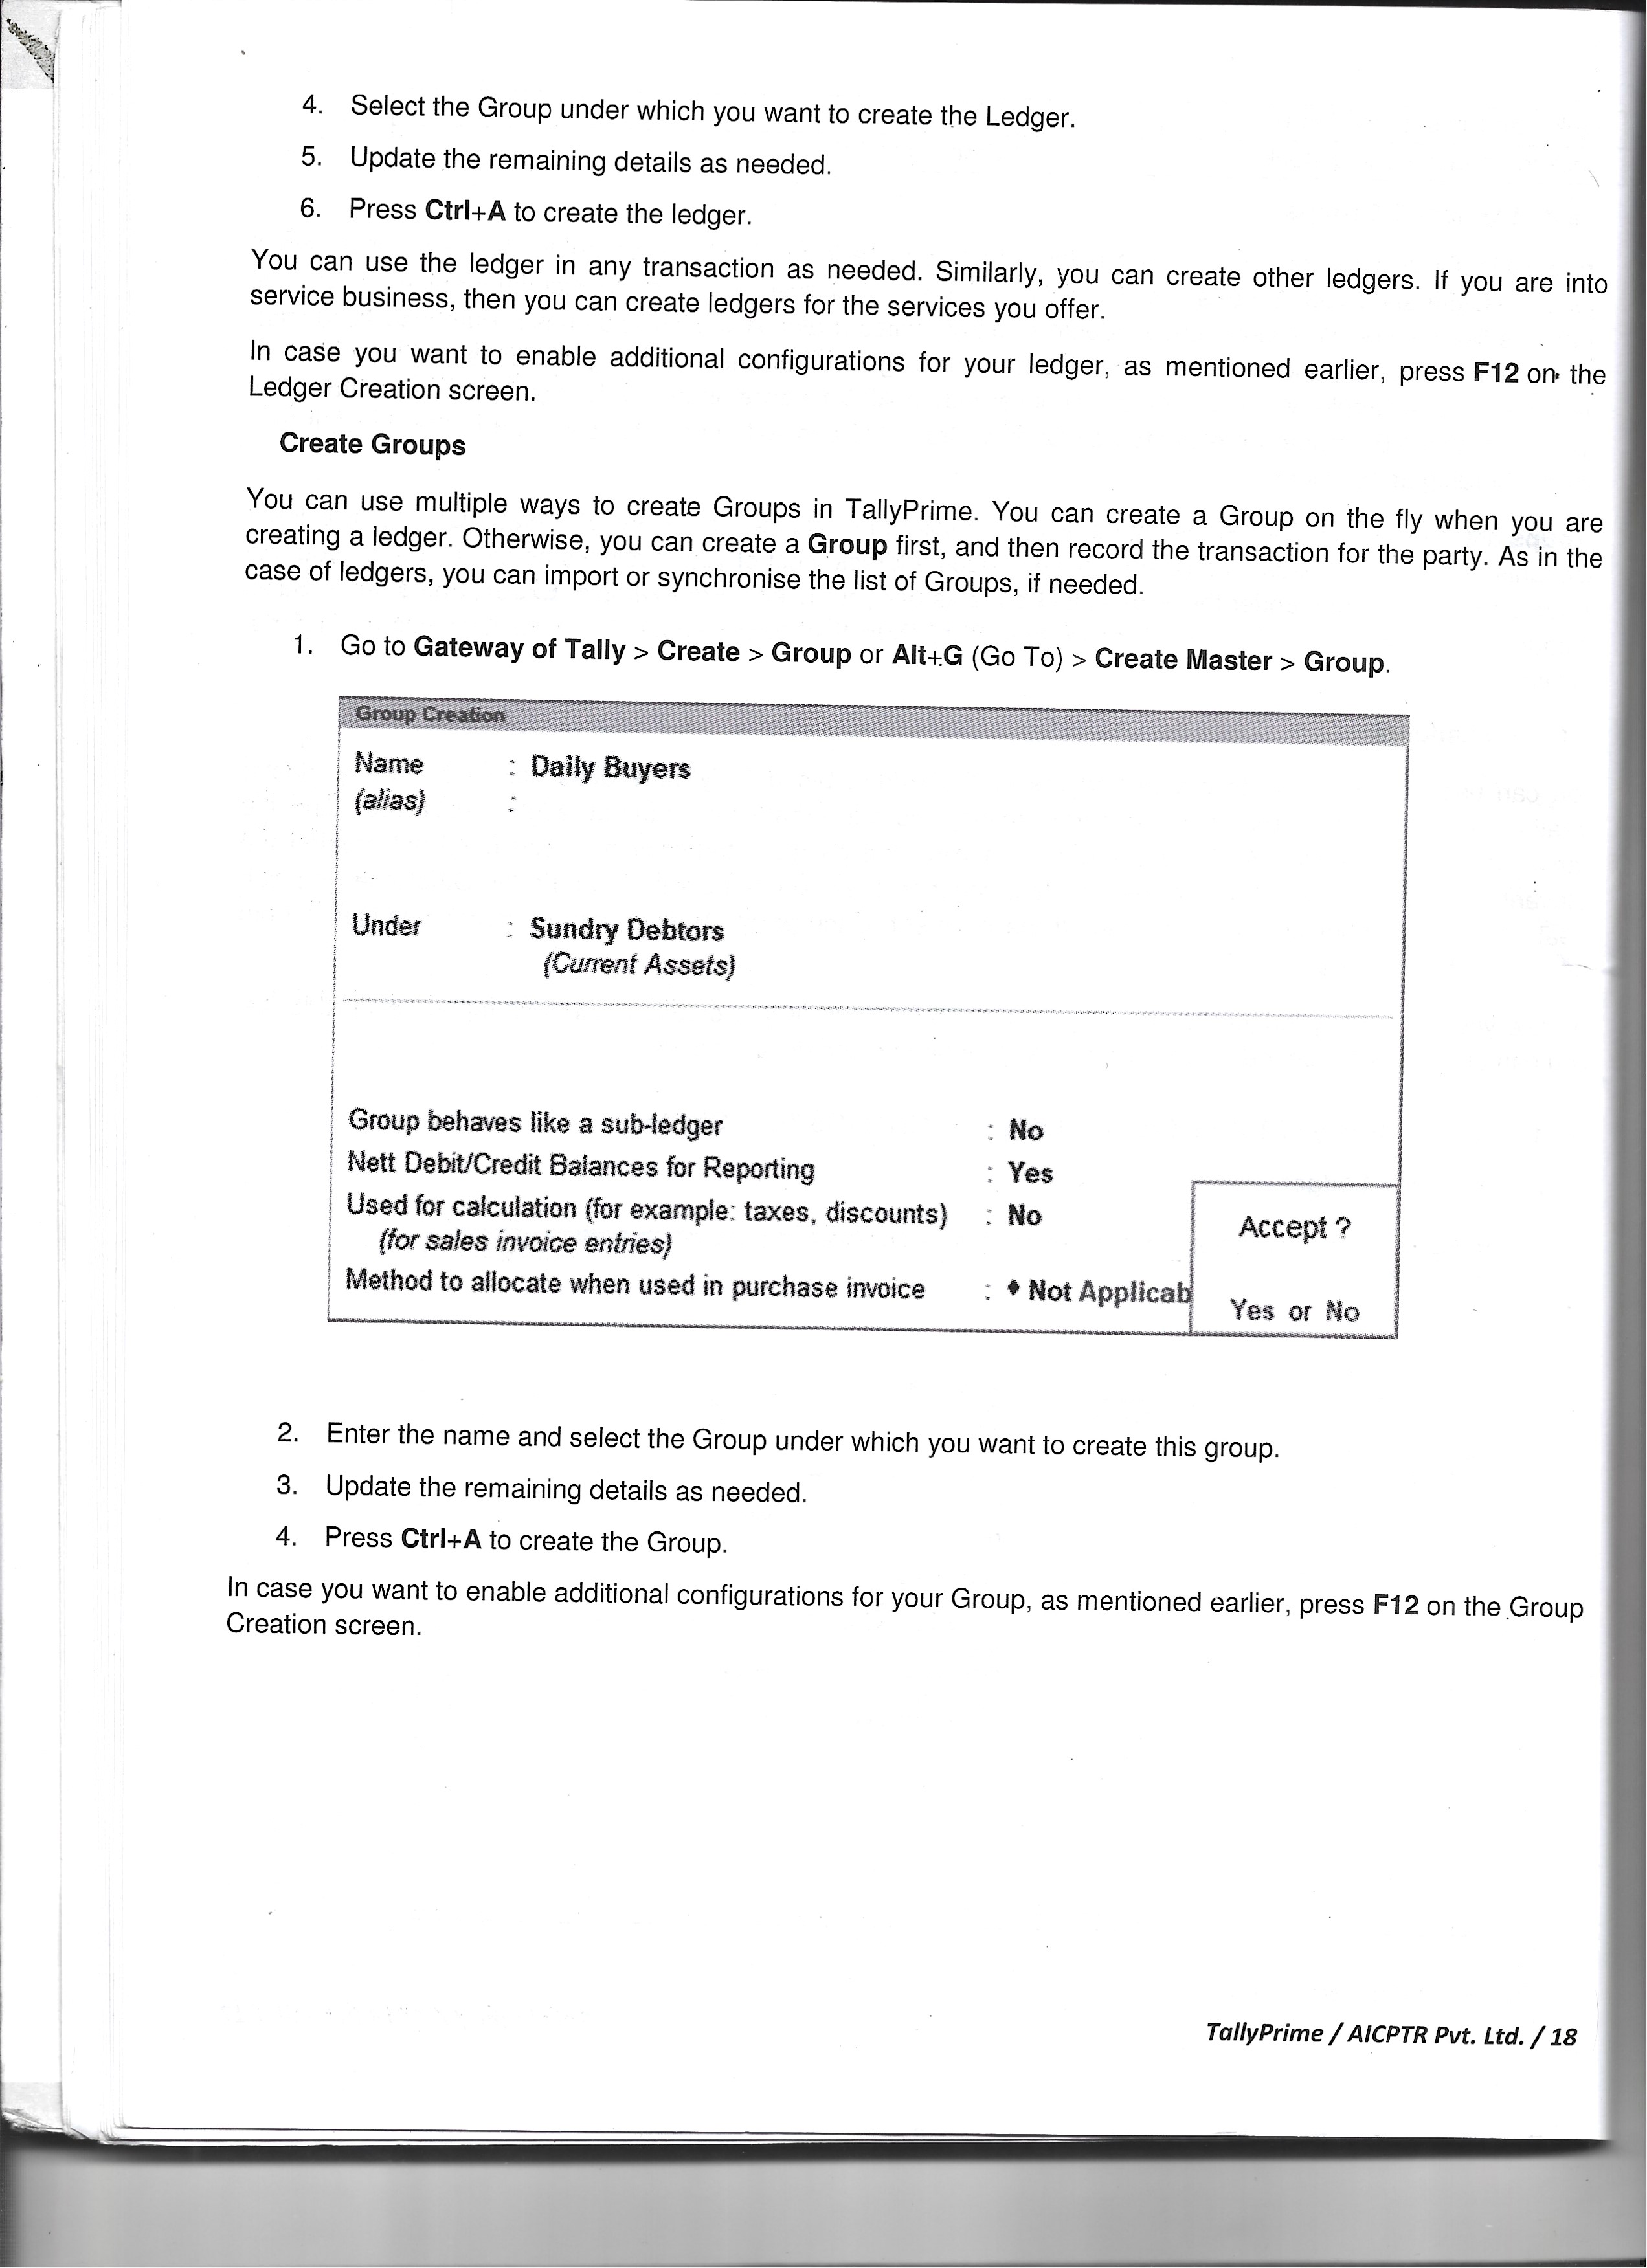 4. Select the Group under which you want to create the Ledger.
5. Update the remaining details as needed.
6. Press Ctrl+A to create the ledger.
You can use the ledger in any transaction as needed. Similarly, you can create other ledgers. If you are into
service business, then you can create ledgers for the services you offer.
In case you want to enable additional configurations for your ledger, as mentioned earlier, press F12 on the
Ledger Creation screen.
Create Groups
You can use multiple ways to create Groups in TallyPrime. You can create a Group on the fly when you are
creating a ledger. Otherwise, you can create a Group first, and then record the transaction for the party. As in the
case of ledgers, you can import or synchronise the list of Groups, if needed.
1. Go to Gateway of Tally > Create > Group or Alt+G (Go To) > Create Master > Group.
Group Creation
Name : Daily Buyers
(alias) :
Under : Sundry Debtors
(Current Assets)
Group behaves like a sub-ledger : No
Nett Debit/Credit Balances for Reporting : Yes
Used for calculation (for example: taxes, discounts) : No
Accept ?
(for sales invoice entries)
Method to allocate when used in purchase invoice : ♦ Not Applicab
Yes or No
2. Enter the name and select the Group under which you want to create this group.
3. Update the remaining details as needed.
4. Press Ctrl+A to create the Group.
In case you want to enable additional configurations for your Group, as mentioned earlier, press F12 on the Group
Creation screen.
TallyPrime / AICPTR Pvt. Ltd. / 18